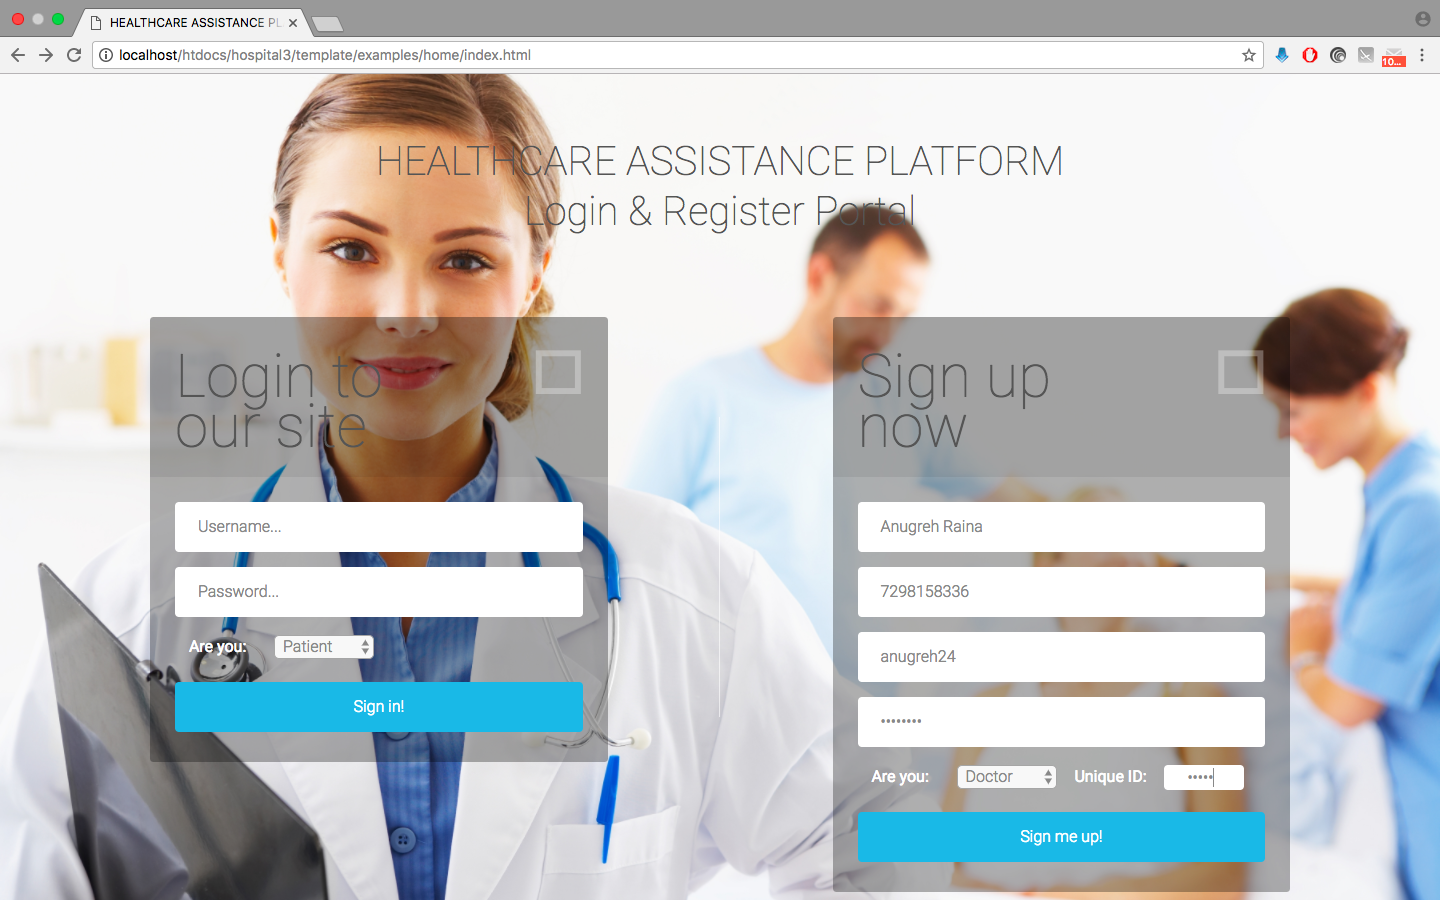 HEALTHCARE ASSISTANCE PL
localhost/htdocs/hospital3/template/examples/home/index.html
10...
HEALTHCARE ASSISTANCE PLATFORM
Login & Register Portal
Login to
our site
Username...
Password...
Are you: Patient
Sign in!
Sign up
now
Anugreh Raina
7298158336
anugreh24
••••••••
Are you: Doctor Unique ID: •••••
Sign me up!